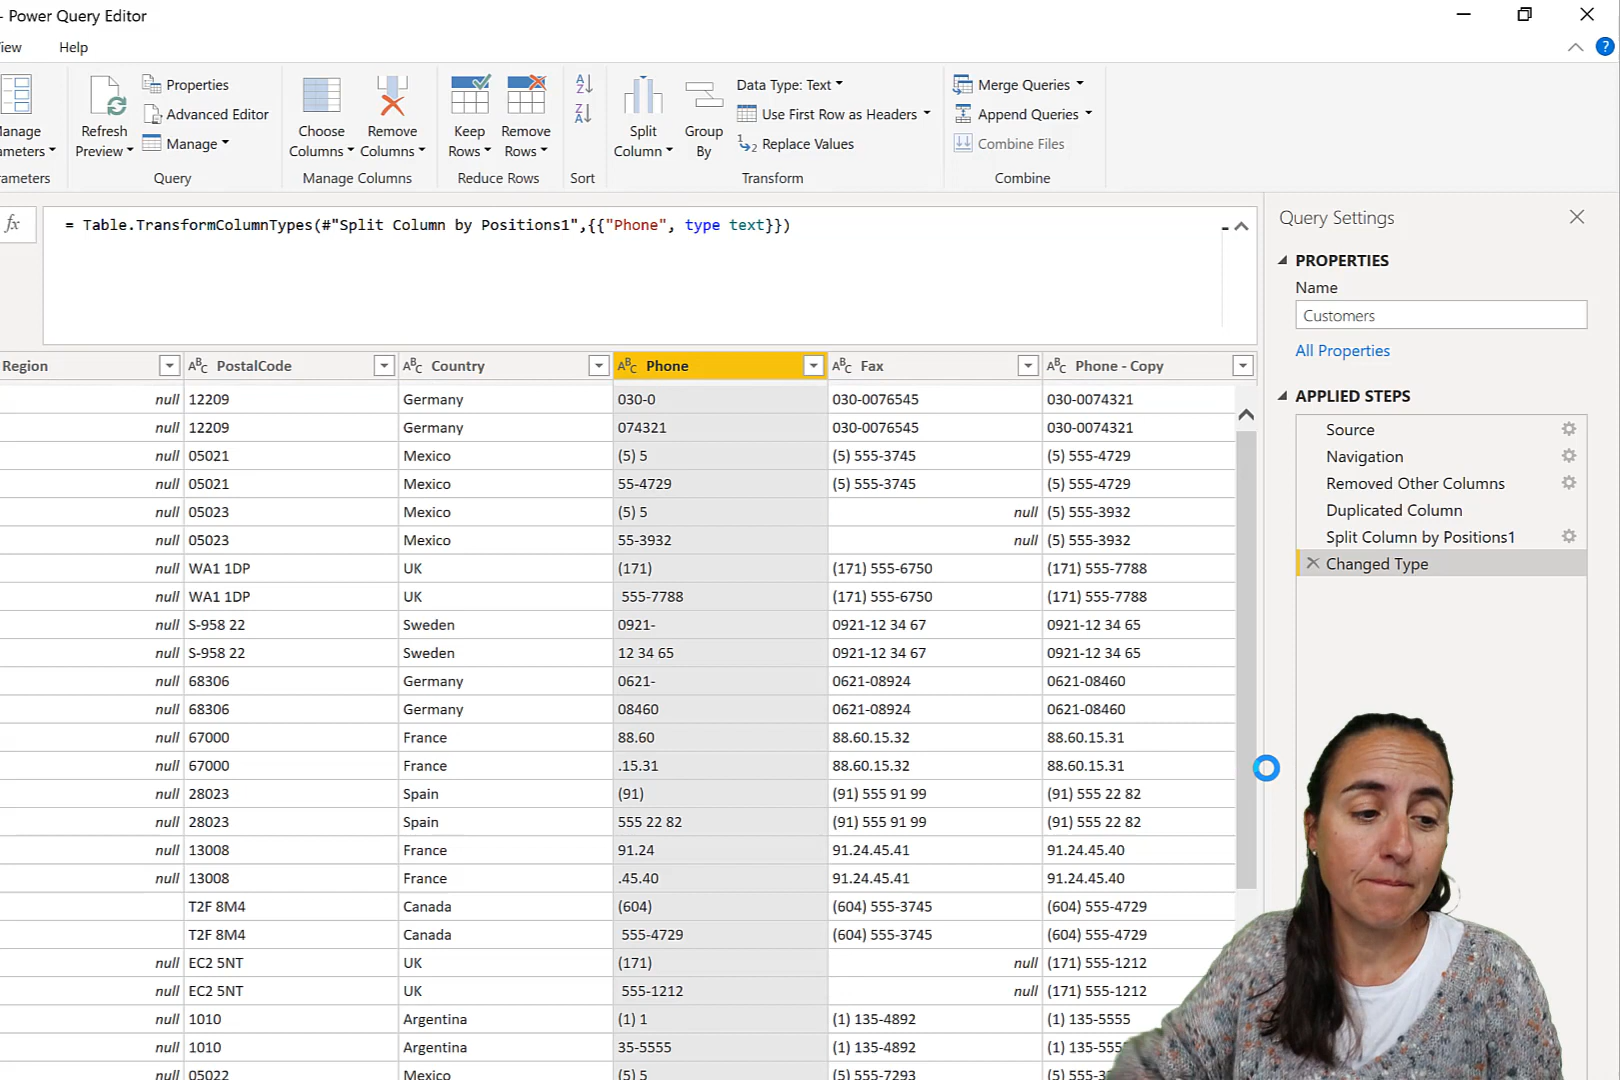 - Power Query Editor
Help
Properties
Advanced Editor
Manage
Refresh
Preview
Choose
Columns
Remove
Columns
Keep
Rows
Remove
Rows
Split
Column
Group
By
Data Type: Text
Use First Row as Headers
Replace Values
Merge Queries
Append Queries
Combine Files
Query
Manage Columns
Reduce Rows
Sort
Transform
Combine
fx = Table.TransformColumnTypes(#"Split Column by Positions1",{{"Phone", type text}})
Region PostalCode Country Phone Fax Phone - Copy
null 12209 Germany 030-0 030-0076545 030-0074321
null 12209 Germany 074321 030-0076545 030-0074321
null 05021 Mexico (5) 5 (5) 555-3745 (5) 555-4729
null 05021 Mexico 55-4729 (5) 555-3745 (5) 555-4729
null 05023 Mexico (5) 5 null (5) 555-3932
null 05023 Mexico 55-3932 null (5) 555-3932
null WA1 1DP UK (171) (171) 555-6750 (171) 555-7788
null WA1 1DP UK 555-7788 (171) 555-6750 (171) 555-7788
null S-958 22 Sweden 0921- 0921-12 34 67 0921-12 34 65
null S-958 22 Sweden 12 34 65 0921-12 34 67 0921-12 34 65
null 68306 Germany 0621- 0621-08924 0621-08460
null 68306 Germany 08460 0621-08924 0621-08460
null 67000 France 88.60 88.60.15.32 88.60.15.31
null 67000 France .15.31 88.60.15.32 88.60.15.31
null 28023 Spain (91) (91) 555 91 99 (91) 555 22 82
null 28023 Spain 555 22 82 (91) 555 91 99 (91) 555 22 82
null 13008 France 91.24 91.24.45.41 91.24.45.40
null 13008 France .45.40 91.24.45.41 91.24.45.40
T2F 8M4 Canada (604) (604) 555-3745 (604) 555-4729
T2F 8M4 Canada 555-4729 (604) 555-3745 (604) 555-4729
null EC2 5NT UK (171) null (171) 555-1212
null EC2 5NT UK 555-1212 null (171) 555-1212
null 1010 Argentina (1) 1 (1) 135-4892 (1) 135-5555
null 1010 Argentina 35-5555 (1) 135-4892 (1) 135-555
null 05022 Mexico (5) 5 (5) 555-7293
Query Settings
PROPERTIES
Name
Customers
All Properties
APPLIED STEPS
Source
Navigation
Removed Other Columns
Duplicated Column
Split Column by Positions1
Changed Type